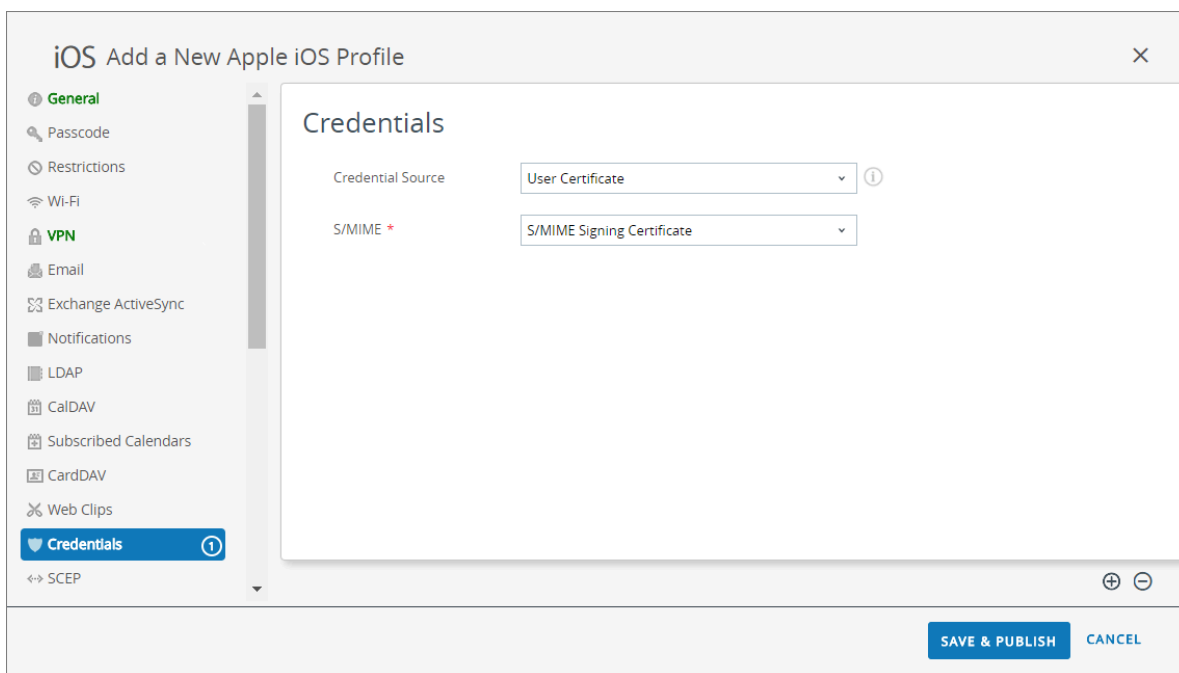 iOS Add a New Apple iOS Profile
General
Passcode
Restrictions
Wi-Fi
VPN
Email
Exchange ActiveSync
Notifications
LDAP
CalDAV
Subscribed Calendars
CardDAV
Web Clips
Credentials 1
SCEP
Credentials
Credential Source User Certificate
S/MIME * S/MIME Signing Certificate
SAVE & PUBLISH CANCEL